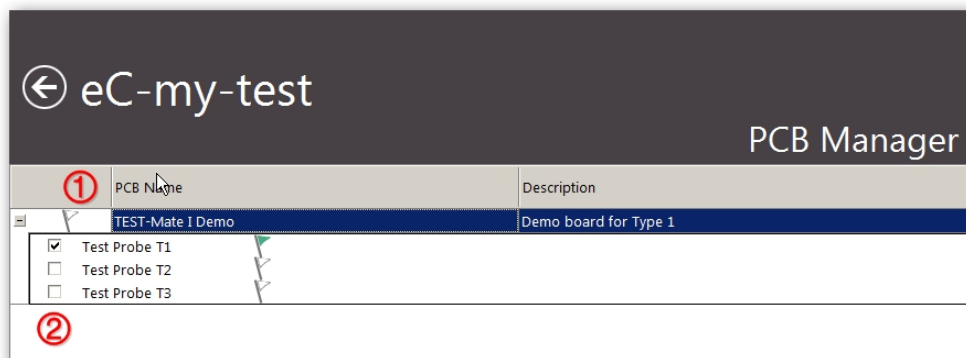 eC-my-test
PCB Manager
① PCB Name Description
TEST-Mate I Demo Demo board for Type 1
Test Probe T1
Test Probe T2
Test Probe T3
②